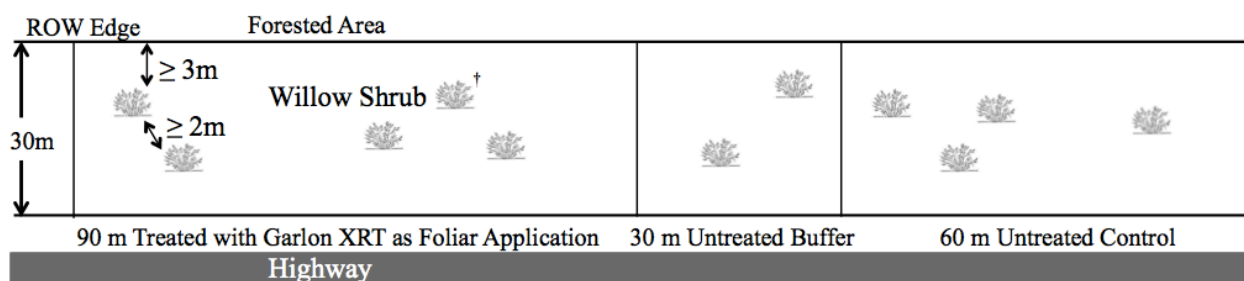 ROW Edge
Forested Area
≥ 3m
Willow Shrub †
≥ 2m
30m
90 m Treated with Garlon XRT as Foliar Application
30 m Untreated Buffer
60 m Untreated Control
Highway